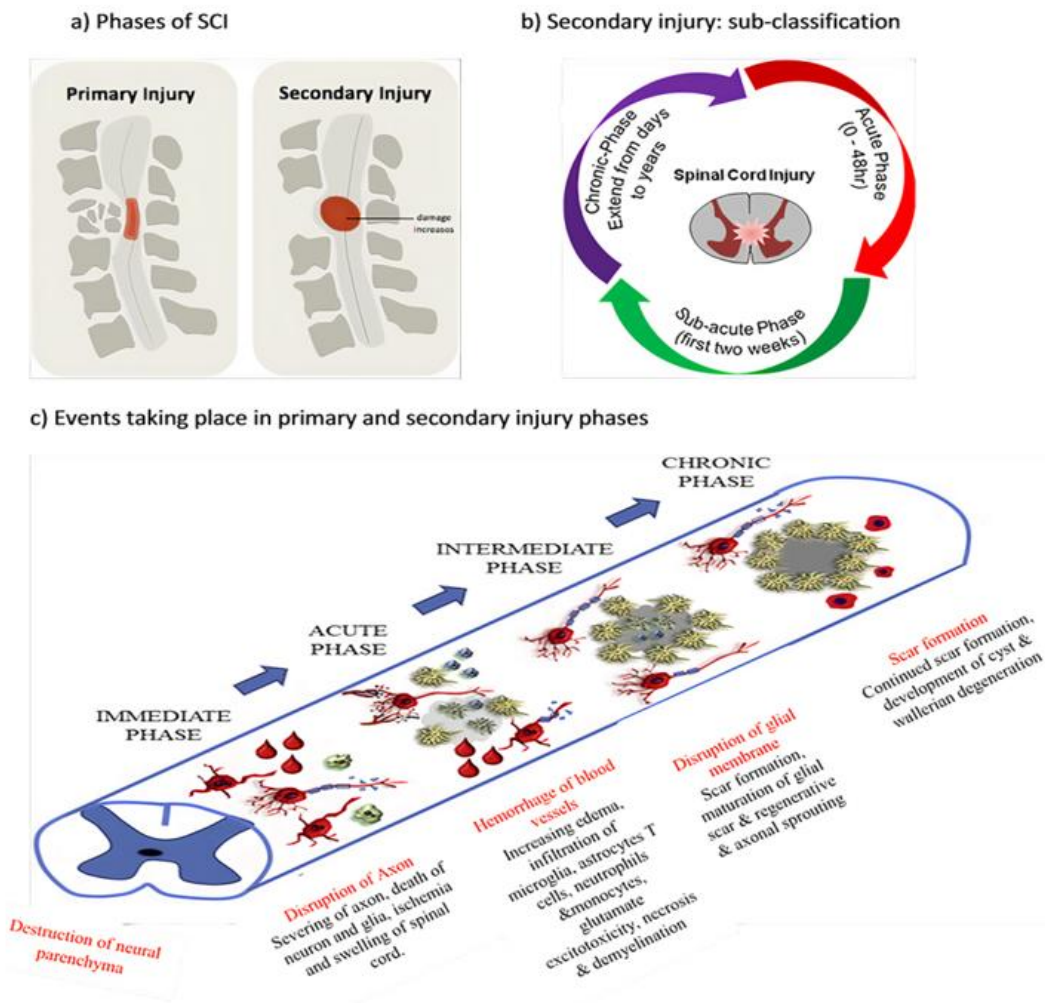 a) Phases of SCI
b) Secondary injury: sub-classification
Primary Injury
Secondary Injury
damage
increases
Chronic-Phase
Extend from days
to years
Acute Phase
(0 - 48hr)
Spinal Cord Injury
Sub-acute Phase
(first two weeks)
c) Events taking place in primary and secondary injury phases
CHRONIC
PHASE
INTERMEDIATE
PHASE
ACUTE
PHASE
IMMEDIATE
PHASE
Destruction of neural
parenchyma
Disruption of Axon
Severing of axon, death of
neuron and glia, ischemia
and swelling of spinal
cord.
Hemorrhage of blood
vessels
Increasing edema,
infiltration of
microglia, astrocytes T
cells, neutrophils
&monocytes,
glutamate
excitotoxicity, necrosis
& demyelination
Disruption of glial
membrane
Scar formation,
maturation of glial
scar & regenerative
& axonal sprouting
Scar formation
Continued scar formation,
development of cyst &
wallerian degeneration